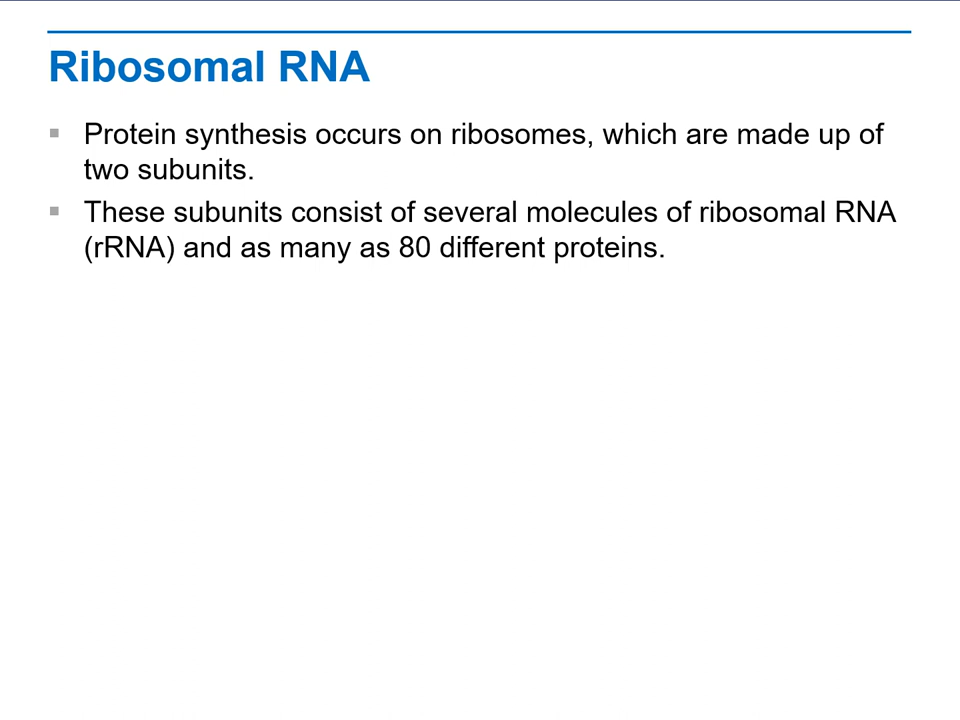 Ribosomal RNA
▪ Protein synthesis occurs on ribosomes, which are made up of
two subunits.
▪ These subunits consist of several molecules of ribosomal RNA
(rRNA) and as many as 80 different proteins.